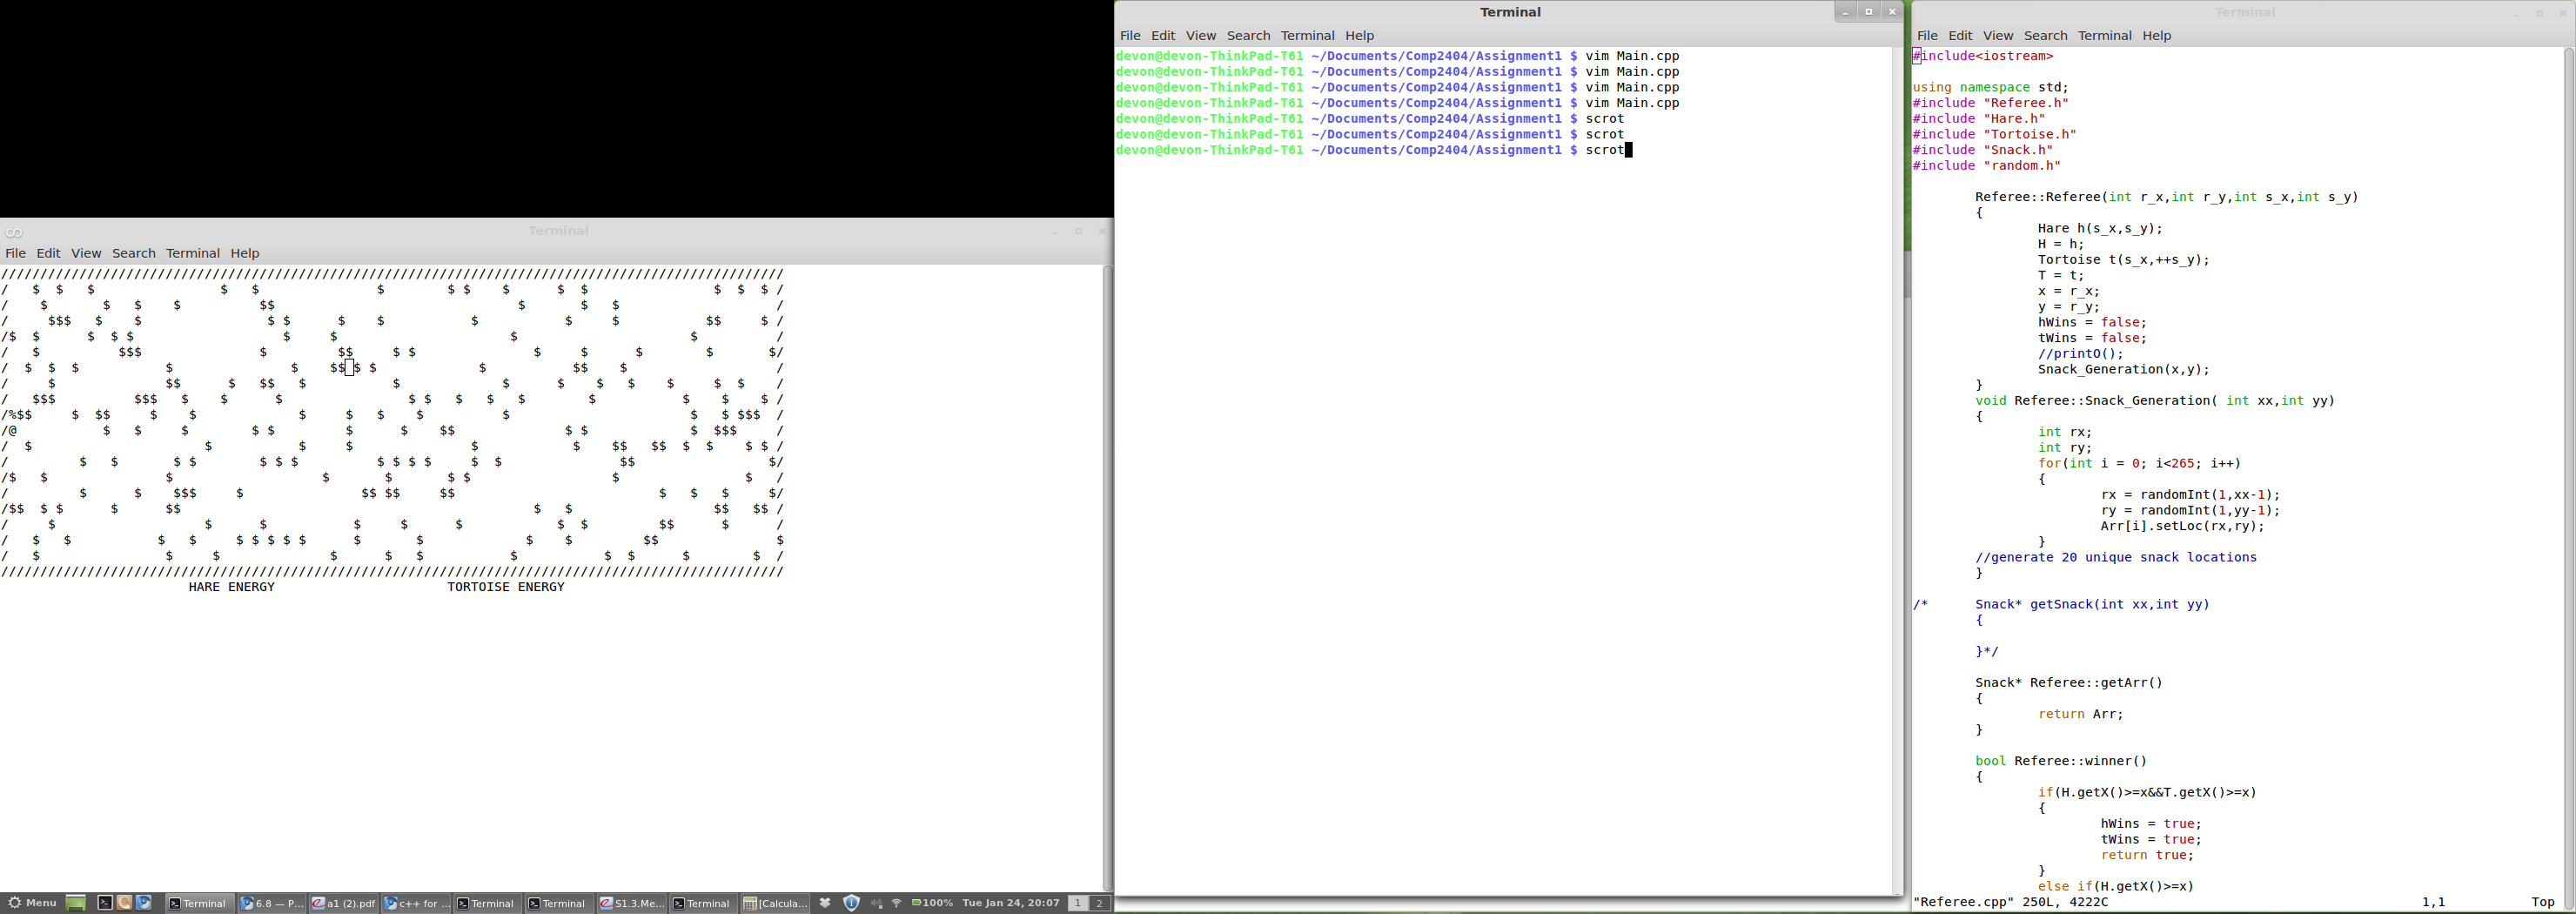 Terminal
File Edit View Search Terminal Help
////////////////////////////////////////////////////////////////////////////////////////////////////
/   $  $   $                $   $               $        $ $    $      $  $                $  $  $ /
/    $       $   $    $          $$                               $       $   $                    /
/     $$$   $    $                $ $      $    $           $           $     $           $$     $ /
/$  $      $  $ $                   $     $                      $                      $          /
/   $          $$$               $         $$     $ $               $     $      $        $       $/
/  $  $  $           $               $    $$ $ $             $           $$    $                   /
/     $              $$      $   $$   $           $             $      $    $   $    $     $  $    /
/   $$$          $$$   $    $      $                $ $   $   $   $        $           $    $    $ /
/%$$     $  $$     $    $             $     $   $    $          $                       $   $ $$$  /
/@           $   $     $        $ $         $      $    $$              $ $             $  $$$     /
/  $                      $           $     $               $            $    $$   $$  $  $    $ $ /
/         $   $       $ $        $ $ $          $ $ $ $     $  $               $$                 $/
/$   $               $                   $       $       $ $                  $                $   /
/         $      $    $$$     $               $$ $$     $$                          $   $   $     $/
/$$  $ $      $      $$                                             $   $                  $$   $$ /
/     $                   $      $           $     $      $            $  $         $$      $      /
/   $   $           $   $     $ $ $ $ $      $       $             $    $         $$               $
/   $                $     $              $      $   $           $           $  $      $        $  /
////////////////////////////////////////////////////////////////////////////////////////////////////
HARE ENERGY TORTOISE ENERGY
Menu Terminal 6.8 — P... a1 (2).pdf c++ for ... Terminal Terminal S1.3.Me... Terminal [Calcula... 100% Tue Jan 24, 20:07 1 2
Terminal
File Edit View Search Terminal Help
devon@devon-ThinkPad-T61 ~/Documents/Comp2404/Assignment1 $ vim Main.cpp
devon@devon-ThinkPad-T61 ~/Documents/Comp2404/Assignment1 $ vim Main.cpp
devon@devon-ThinkPad-T61 ~/Documents/Comp2404/Assignment1 $ vim Main.cpp
devon@devon-ThinkPad-T61 ~/Documents/Comp2404/Assignment1 $ vim Main.cpp
devon@devon-ThinkPad-T61 ~/Documents/Comp2404/Assignment1 $ scrot
devon@devon-ThinkPad-T61 ~/Documents/Comp2404/Assignment1 $ scrot
devon@devon-ThinkPad-T61 ~/Documents/Comp2404/Assignment1 $ scrot
Terminal
File Edit View Search Terminal Help
#include<iostream>
using namespace std;
#include "Referee.h"
#include "Hare.h"
#include "Tortoise.h"
#include "Snack.h"
#include "random.h"
Referee::Referee(int r_x,int r_y,int s_x,int s_y)
{
Hare h(s_x,s_y);
H = h;
Tortoise t(s_x,++s_y);
T = t;
x = r_x;
y = r_y;
hWins = false;
tWins = false;
//printO();
Snack_Generation(x,y);
}
void Referee::Snack_Generation( int xx,int yy)
{
int rx;
int ry;
for(int i = 0; i<265; i++)
{
rx = randomInt(1,xx-1);
ry = randomInt(1,yy-1);
Arr[i].setLoc(rx,ry);
}
//generate 20 unique snack locations
}
/* Snack* getSnack(int xx,int yy)
{
}*/
Snack* Referee::getArr()
{
return Arr;
}
bool Referee::winner()
{
if(H.getX()>=x&&T.getX()>=x)
{
hWins = true;
tWins = true;
return true;
}
else if(H.getX()>=x)
"Referee.cpp" 250L, 4222C 1,1 Top